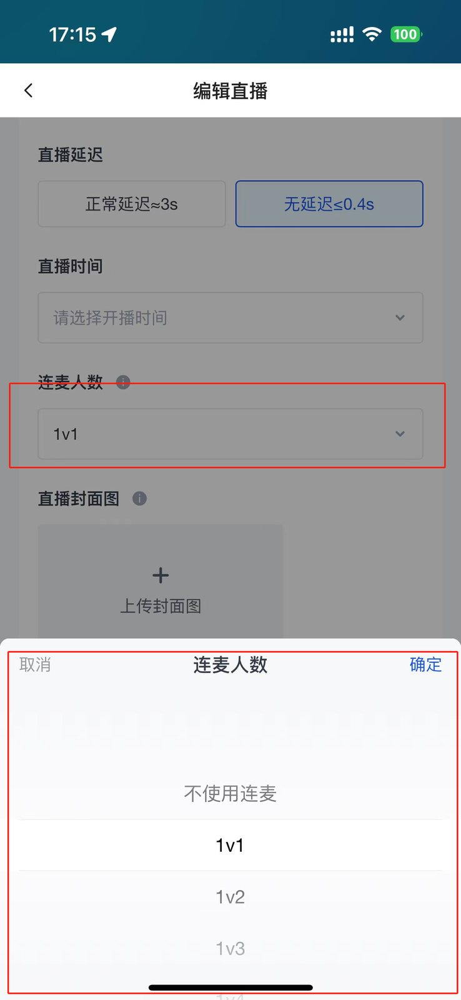 17:15
100
编辑直播
直播延迟
正常延迟≈3s
无延迟≤0.4s
直播时间
请选择开播时间
连麦人数
1v1
直播封面图
上传封面图
取消
连麦人数
确定
不使用连麦
1v1
1v2
1v3
1v4